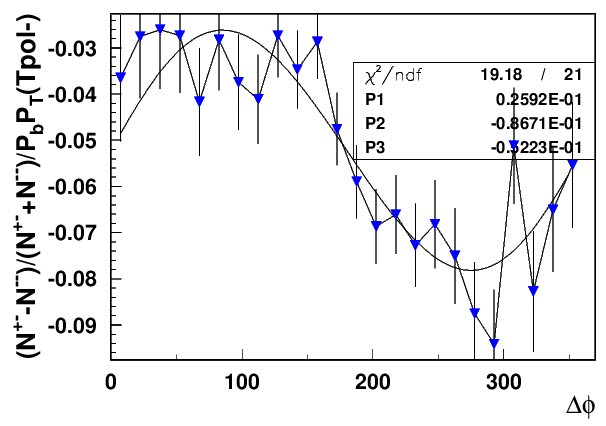 (N⁺⁻-N⁻⁻)/(N⁺⁻+N⁻⁻)/P_bP_T(Tpol-)
-0.03
-0.04
-0.05
-0.06
-0.07
-0.08
-0.09
χ²/ndf 19.18 / 21
P1 0.2592E-01
P2 -0.8671E-01
P3 -0.5223E-01
0 100 200 300
Δϕ